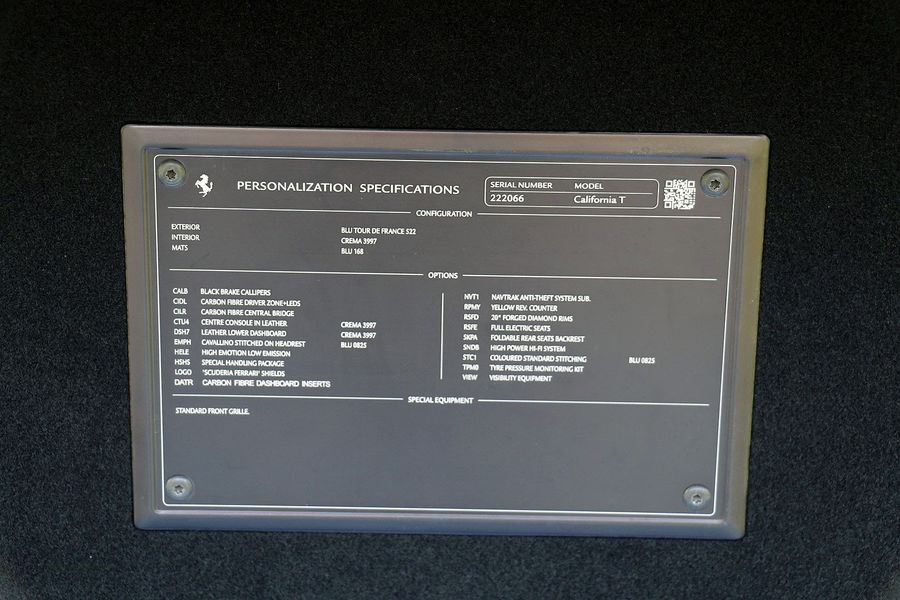 PERSONALIZATION SPECIFICATIONS
SERIAL NUMBER MODEL
222066 California T
CONFIGURATION
EXTERIOR BLU TOUR DE FRANCE 522
INTERIOR CREMA 3997
MATS BLU 168
OPTIONS
CALB BLACK BRAKE CALLIPERS
CIDL CARBON FIBRE DRIVER ZONE+LEDS
CILR CARBON FIBRE CENTRAL BRIDGE
CTU4 CENTRE CONSOLE IN LEATHER CREMA 3997
DSH7 LEATHER LOWER DASHBOARD CREMA 3997
EMPH CAVALLINO STITCHED ON HEADREST BLU 0825
HELE HIGH EMOTION LOW EMISSION
HSHS SPECIAL HANDLING PACKAGE
LOGO "SCUDERIA FERRARI" SHIELDS
DATR CARBON FIBRE DASHBOARD INSERTS
NVT1 NAVTRAK ANTI-THEFT SYSTEM SUB.
RPMY YELLOW REV. COUNTER
RSFD 20" FORGED DIAMOND RIMS
RSFE FULL ELECTRIC SEATS
SKPA FOLDABLE REAR SEATS BACKREST
SNDB HIGH POWER HI-FI SYSTEM
STC1 COLOURED STANDARD STITCHING BLU 0825
TPM0 TYRE PRESSURE MONITORING KIT
VIEW VISIBILITY EQUIPMENT
SPECIAL EQUIPMENT
STANDARD FRONT GRILLE.